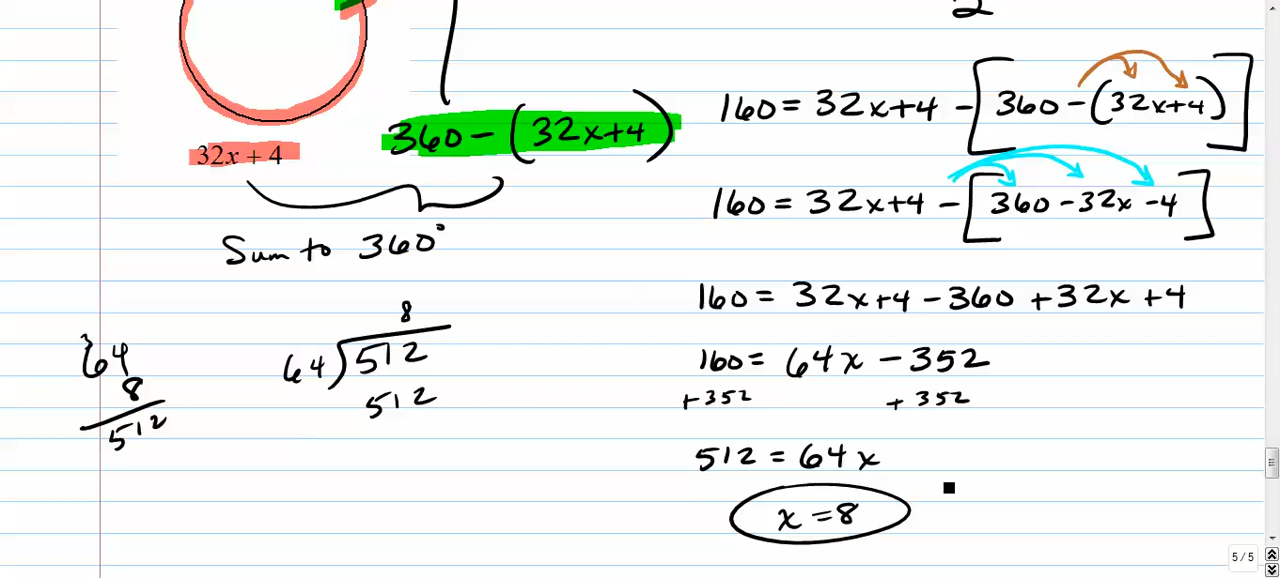 2
32x + 4
360 - (32x+4)
Sum to 360°
160 = 32x+4 - [360 - (32x+4)]
160 = 32x+4 - [360 - 32x - 4]
160 = 32x+4 - 360 + 32x + 4
160 = 64x - 352
+352 + 352
512 = 64x
x = 8
3
64
8
512
8
64 512
512
5 / 5